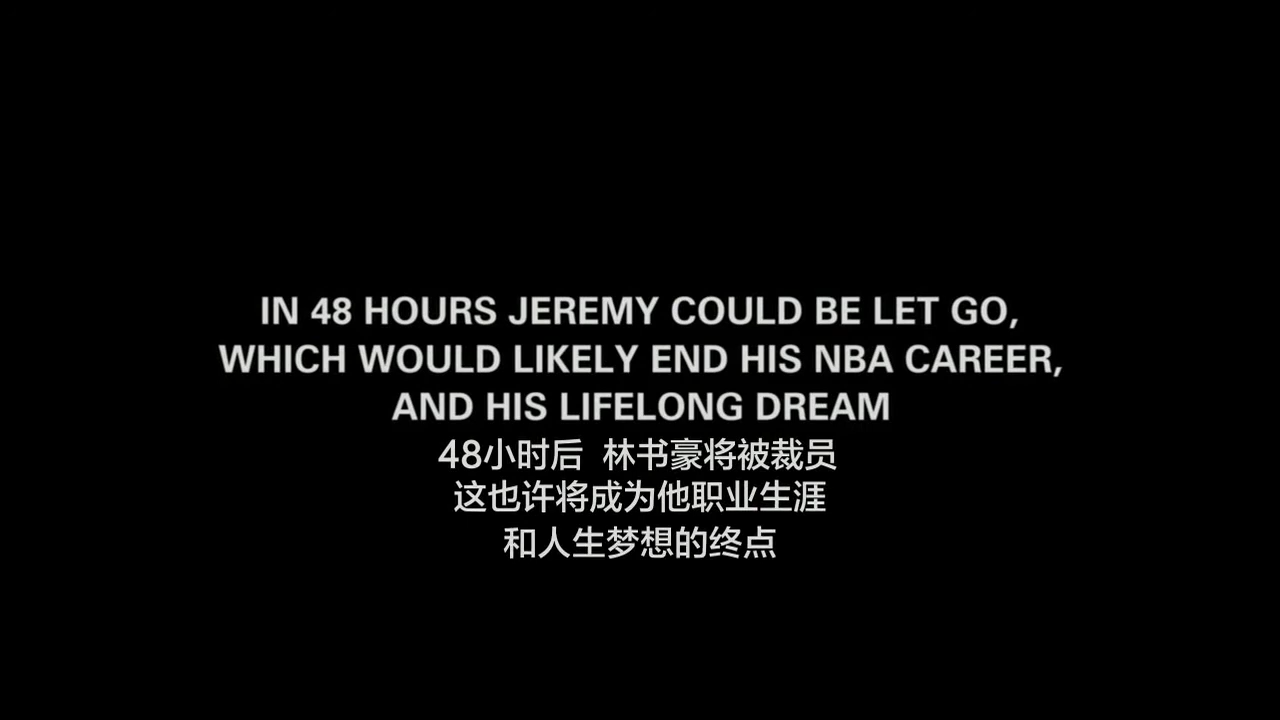 IN 48 HOURS JEREMY COULD BE LET GO,
WHICH WOULD LIKELY END HIS NBA CAREER,
AND HIS LIFELONG DREAM
48小时后 林书豪将被裁员
这也许将成为他职业生涯
和人生梦想的终点